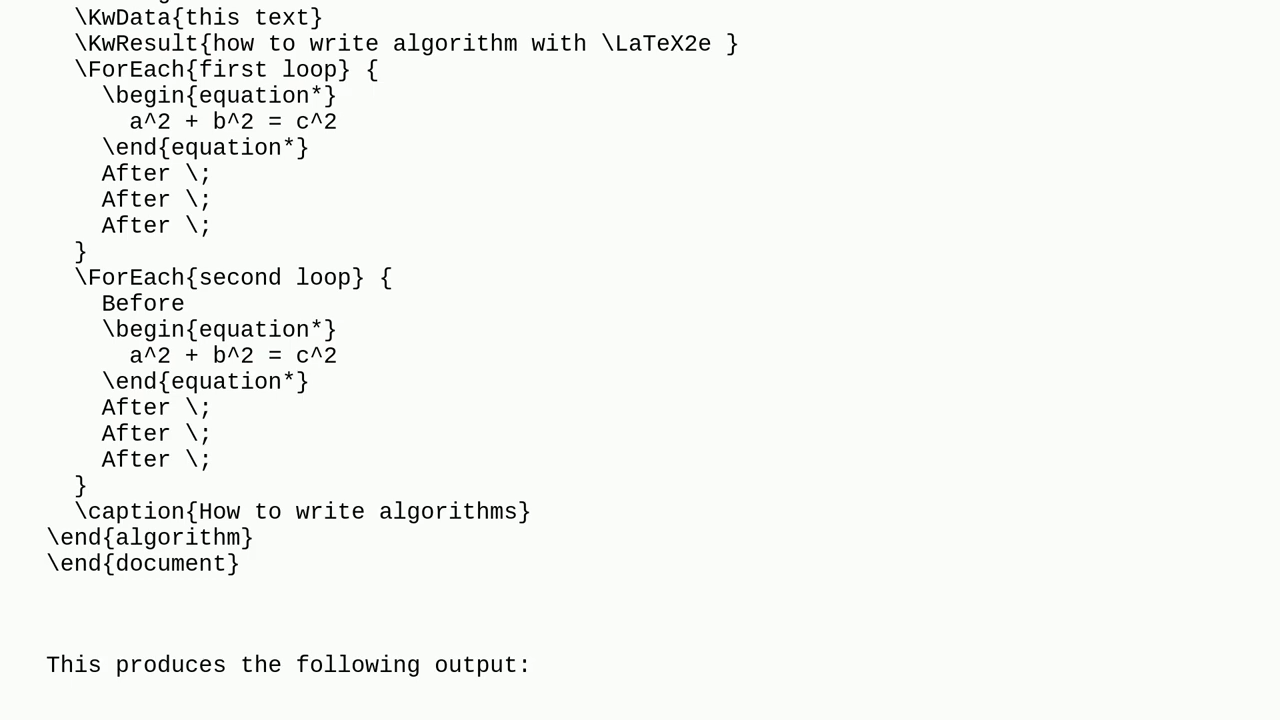 \KwData{this text}
\KwResult{how to write algorithm with \LaTeX2e }
\ForEach{first loop} {
\begin{equation*}
a^2 + b^2 = c^2
\end{equation*}
After \;
After \;
After \;
}
\ForEach{second loop} {
Before
\begin{equation*}
a^2 + b^2 = c^2
\end{equation*}
After \;
After \;
After \;
}
\caption{How to write algorithms}
\end{algorithm}
\end{document}
This produces the following output: